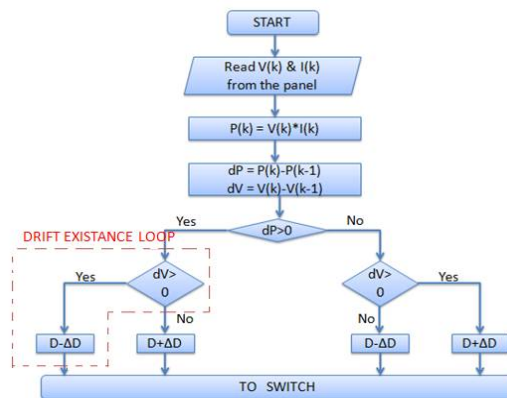 START
Read V(k) & I(k)
from the panel
P(k) = V(k)*I(k)
dP = P(k)-P(k-1)
dV = V(k)-V(k-1)
Yes
No
DRIFT EXISTANCE LOOP
dP>0
Yes
dV>
0
dV>
0
Yes
No
No
D-ΔD
D+ΔD
D-ΔD
D+ΔD
TO SWITCH